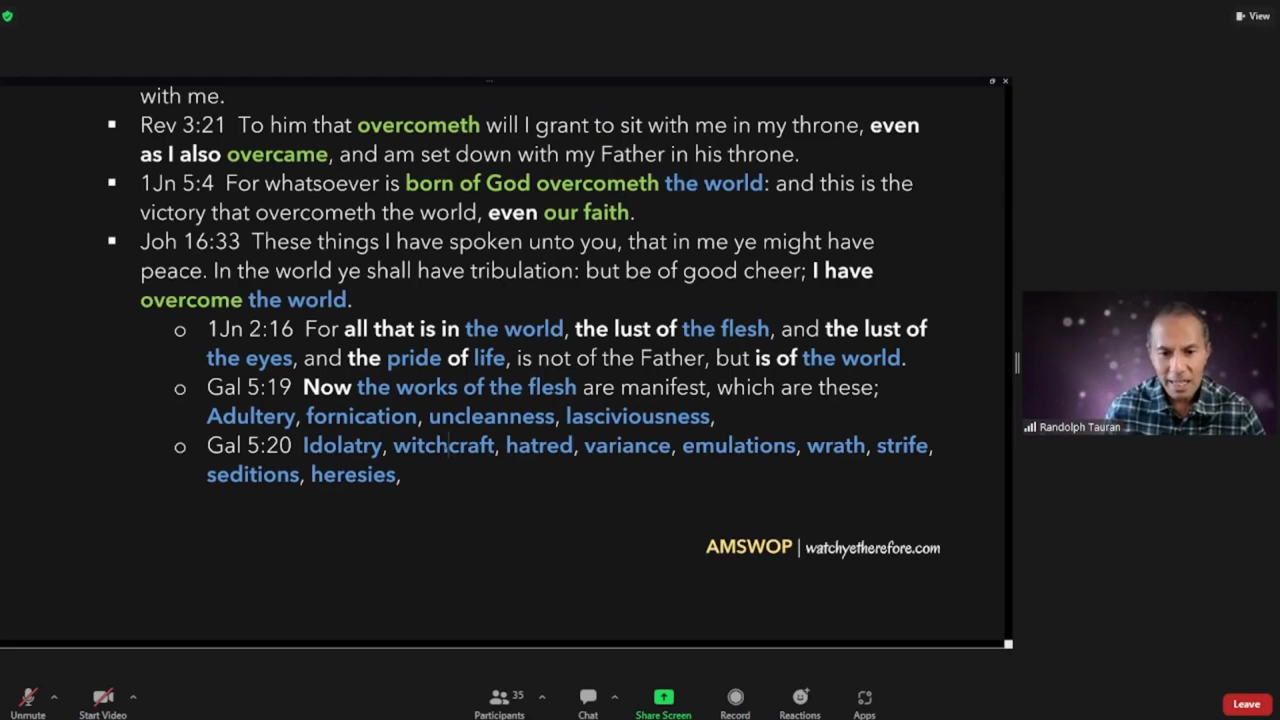 View
with me.
▪ Rev 3:21 To him that overcometh will I grant to sit with me in my throne, even
as I also overcame, and am set down with my Father in his throne.
▪ 1Jn 5:4 For whatsoever is born of God overcometh the world: and this is the
victory that overcometh the world, even our faith.
▪ Joh 16:33 These things I have spoken unto you, that in me ye might have
peace. In the world ye shall have tribulation: but be of good cheer; I have
overcome the world.
o 1Jn 2:16 For all that is in the world, the lust of the flesh, and the lust of
the eyes, and the pride of life, is not of the Father, but is of the world.
o Gal 5:19 Now the works of the flesh are manifest, which are these;
Adultery, fornication, uncleanness, lasciviousness,
o Gal 5:20 Idolatry, witchcraft, hatred, variance, emulations, wrath, strife,
seditions, heresies,
Randolph Tauran
AMSWOP | watchyetherefore.com
35
Unmute Start Video Participants Chat Share Screen Record Reactions Apps Leave